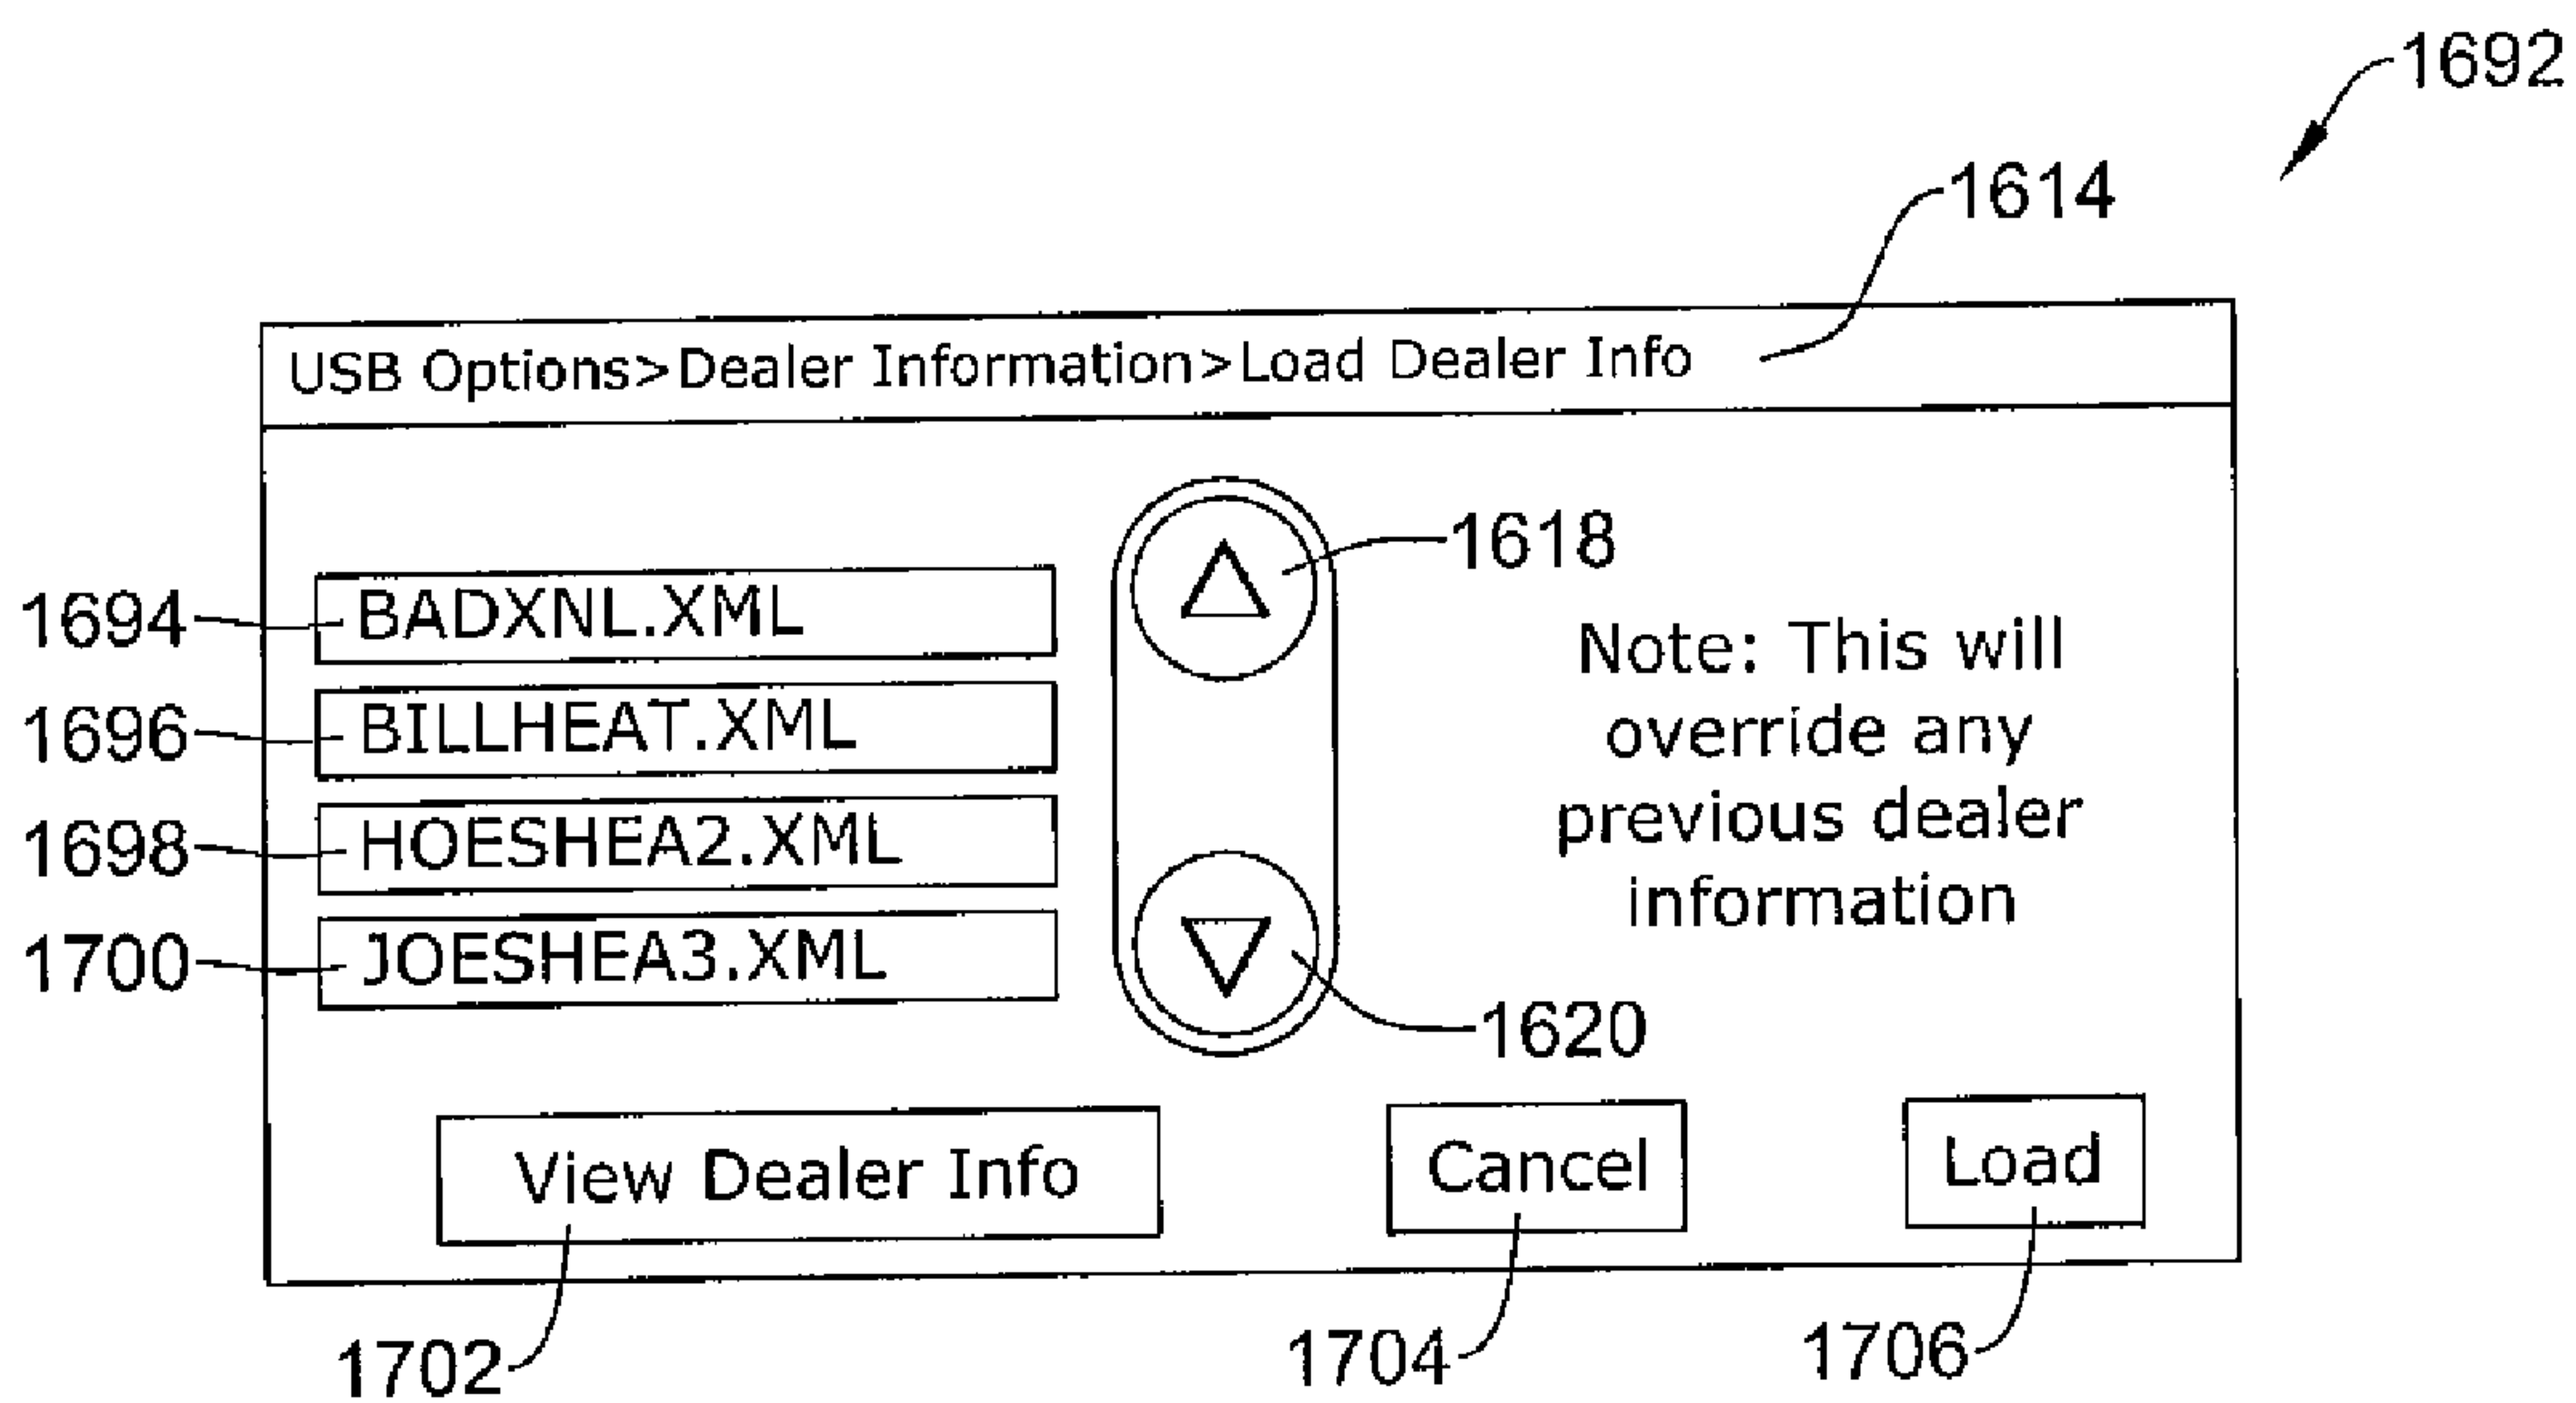 1692
1614
USB Options>Dealer Information>Load Dealer Info
1618
1694 BADXNL.XML
1696 BILLHEAT.XML
1698 HOESHEA2.XML
1700 JOESHEA3.XML
Note: This will
override any
previous dealer
information
1620
View Dealer Info Cancel Load
1702 1704 1706